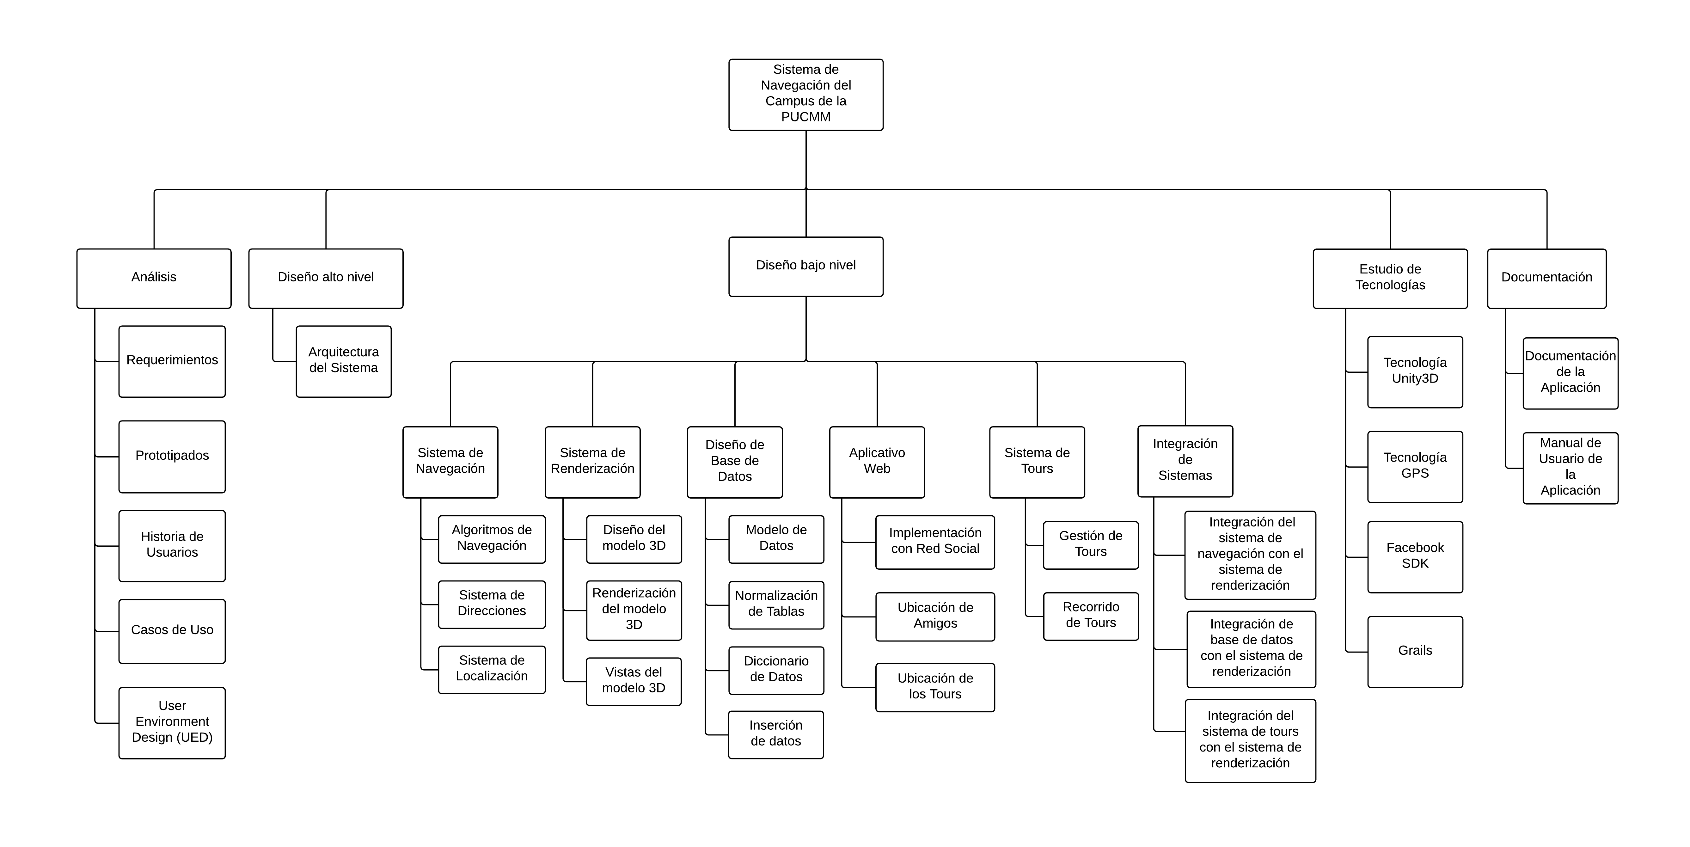 Sistema de
Navegación del
Campus de la
PUCMM
Análisis
Requerimientos
Prototipados
Historia de
Usuarios
Casos de Uso
User
Environment
Design (UED)
Diseño alto nivel
Arquitectura
del Sistema
Diseño bajo nivel
Sistema de
Navegación
Algoritmos de
Navegación
Sistema de
Direcciones
Sistema de
Localización
Sistema de
Renderización
Diseño del
modelo 3D
Renderización
del modelo
3D
Vistas del
modelo 3D
Diseño de
Base de
Datos
Modelo de
Datos
Normalización
de Tablas
Diccionario
de Datos
Inserción
de datos
Aplicativo
Web
Implementación
con Red Social
Ubicación de
Amigos
Ubicación de
los Tours
Sistema de
Tours
Gestión de
Tours
Recorrido
de Tours
Integración
de
Sistemas
Integración del
sistema de
navegación con el
sistema de
renderización
Integración de
base de datos
con el sistema de
renderización
Integración del
sistema de tours
con el sistema de
renderización
Estudio de
Tecnologías
Tecnología
Unity3D
Tecnología
GPS
Facebook
SDK
Grails
Documentación
Documentación
de la
Aplicación
Manual de
Usuario de
la
Aplicación